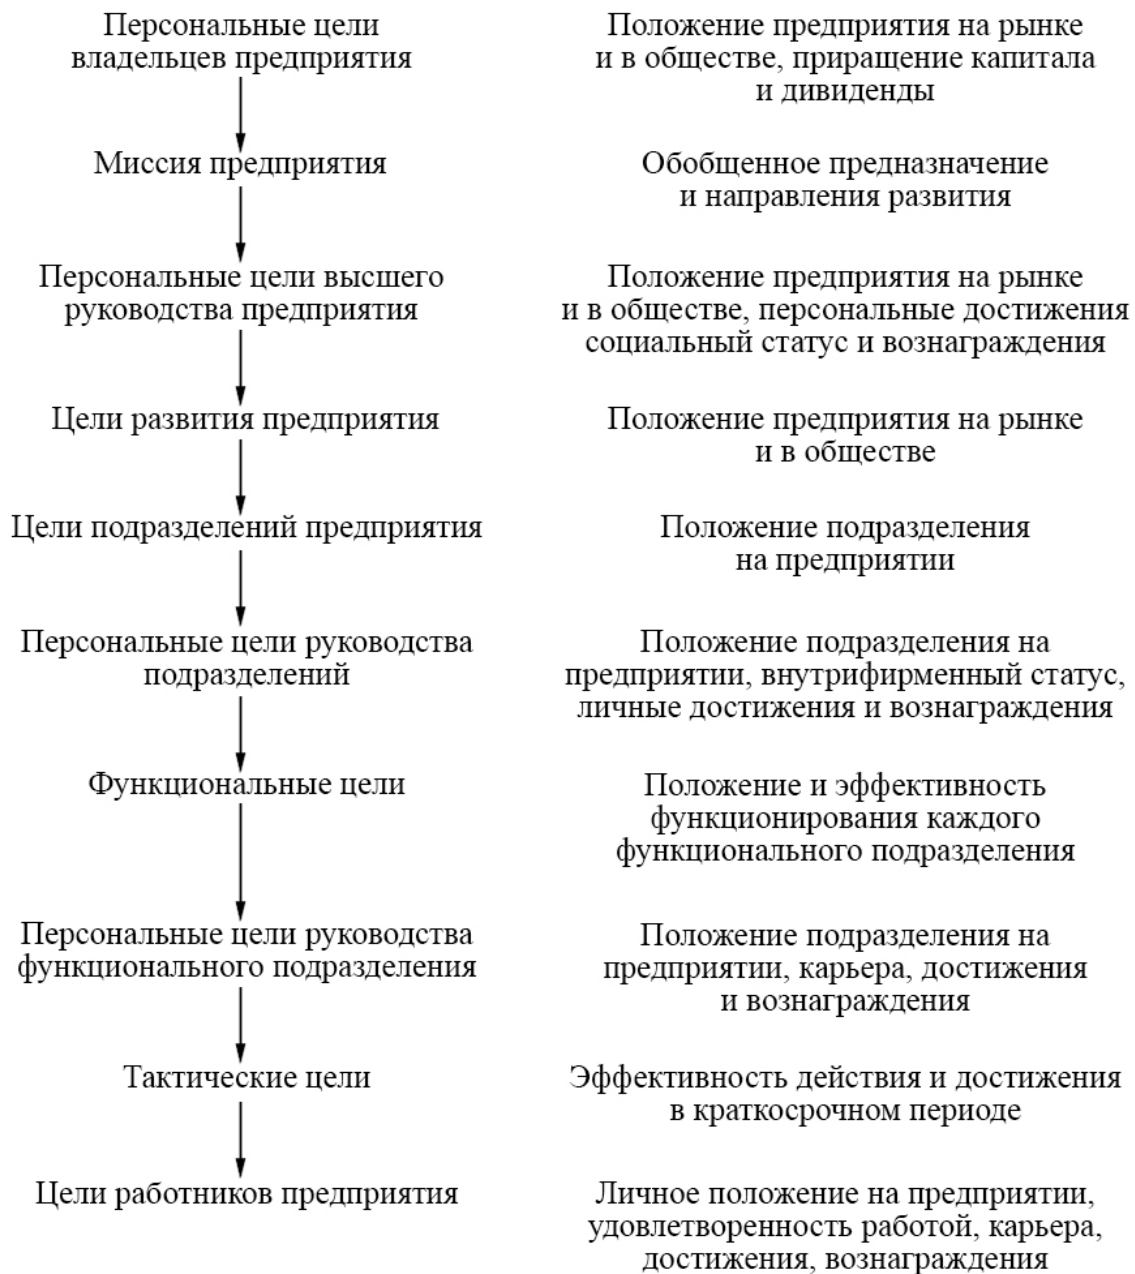 Персональные цели
владельцев предприятия
Положение предприятия на рынке
и в обществе, приращение капитала
и дивиденды
Миссия предприятия
Обобщенное предназначение
и направления развития
Персональные цели высшего
руководства предприятия
Положение предприятия на рынке
и в обществе, персональные достижения
социальный статус и вознаграждения
Цели развития предприятия
Положение предприятия на рынке
и в обществе
Цели подразделений предприятия
Положение подразделения
на предприятии
Персональные цели руководства
подразделений
Положение подразделения на
предприятии, внутрифирменный статус,
личные достижения и вознаграждения
Функциональные цели
Положение и эффективность
функционирования каждого
функционального подразделения
Персональные цели руководства
функционального подразделения
Положение подразделения на
предприятии, карьера, достижения
и вознаграждения
Тактические цели
Эффективность действия и достижения
в краткосрочном периоде
Цели работников предприятия
Личное положение на предприятии,
удовлетворенность работой, карьера,
достижения, вознаграждения